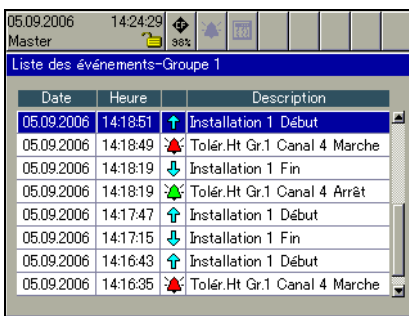 05.09.2006 14:24:29
Master 98%
Liste des événements-Groupe 1
Date Heure Description
05.09.2006 14:18:51 Installation 1 Début
05.09.2006 14:18:49 Tolér.Ht Gr.1 Canal 4 Marche
05.09.2006 14:18:19 Installation 1 Fin
05.09.2006 14:18:19 Tolér.Ht Gr.1 Canal 4 Arrêt
05.09.2006 14:17:47 Installation 1 Début
05.09.2006 14:17:15 Installation 1 Fin
05.09.2006 14:16:43 Installation 1 Début
05.09.2006 14:16:35 Tolér.Ht Gr.1 Canal 4 Marche